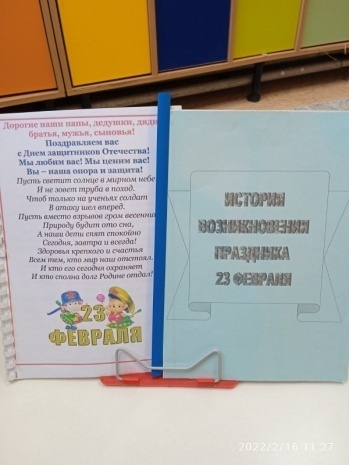 Дорогие наши папы, дедушки, дяди,
братья, мужья, сыновья!
Поздравляем вас
с Днем защитников Отечества!
Мы любим вас! Мы ценим вас!
Вы – наша опора и защита!
Пусть светит солнце в мирном небе
И не зовет труба в поход.
Чтоб только на ученьях солдат
В атаку шел вперед.
Пусть вместо взрывов гром весенний
Природу будит ото сна,
А наши дети спят спокойно
Сегодня, завтра и всегда!
Здоровья крепкого и счастья
Всем тем, кто мир наш отстоял.
И кто его сегодня охраняет
И кто сполна долг Родине отдал!
23
ФЕВРАЛЯ
ИСТОРИЯ
ВОЗНИКНОВЕНИЯ
ПРАЗДНИКА
23 ФЕВРАЛЯ
2022/2/16 11:27